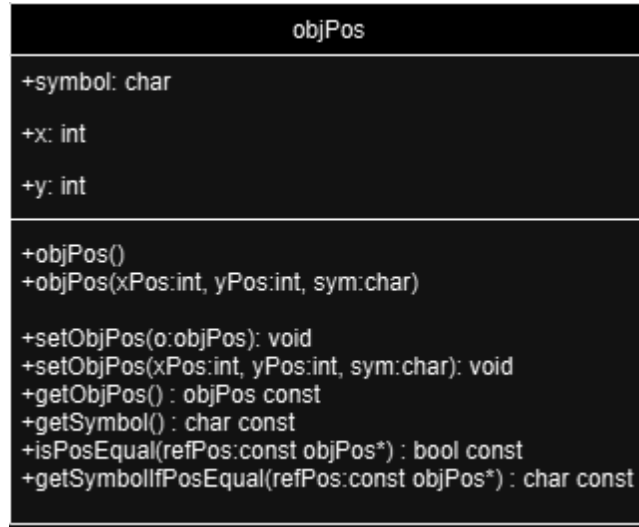 objPos
+symbol: char
+x: int
+y: int
+objPos()
+objPos(xPos:int, yPos:int, sym:char)
+setObjPos(o:objPos): void
+setObjPos(xPos:int, yPos:int, sym:char): void
+getObjPos() : objPos const
+getSymbol() : char const
+isPosEqual(refPos:const objPos*) : bool const
+getSymbolIfPosEqual(refPos:const objPos*) : char const